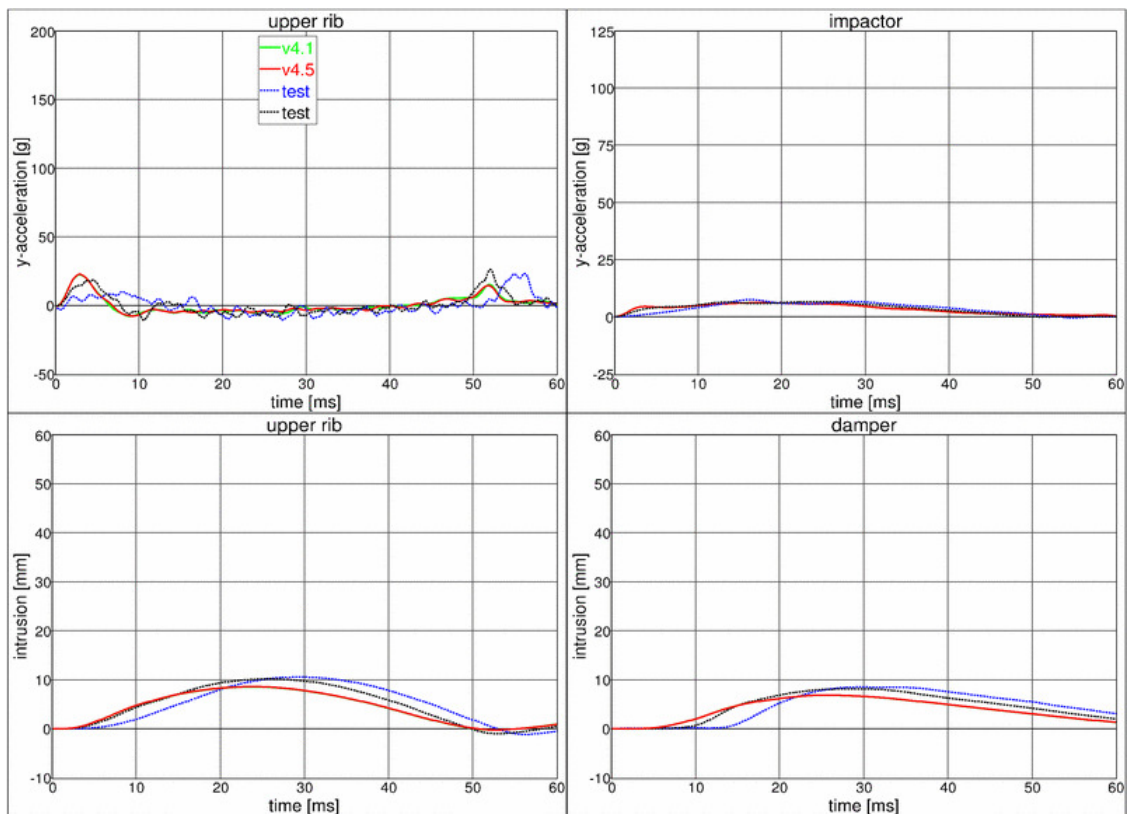 upper rib
200
150
100
50
0
-50
y-acceleration [g]
v4.1
v4.5
test
test
0 10 20 30 40 50 60
time [ms]
impactor
125
100
75
50
25
0
-25
y-acceleration [g]
0 10 20 30 40 50 60
time [ms]
upper rib
60
50
40
30
20
10
0
-10
intrusion [mm]
0 10 20 30 40 50 60
time [ms]
damper
60
50
40
30
20
10
0
-10
intrusion [mm]
0 10 20 30 40 50 60
time [ms]